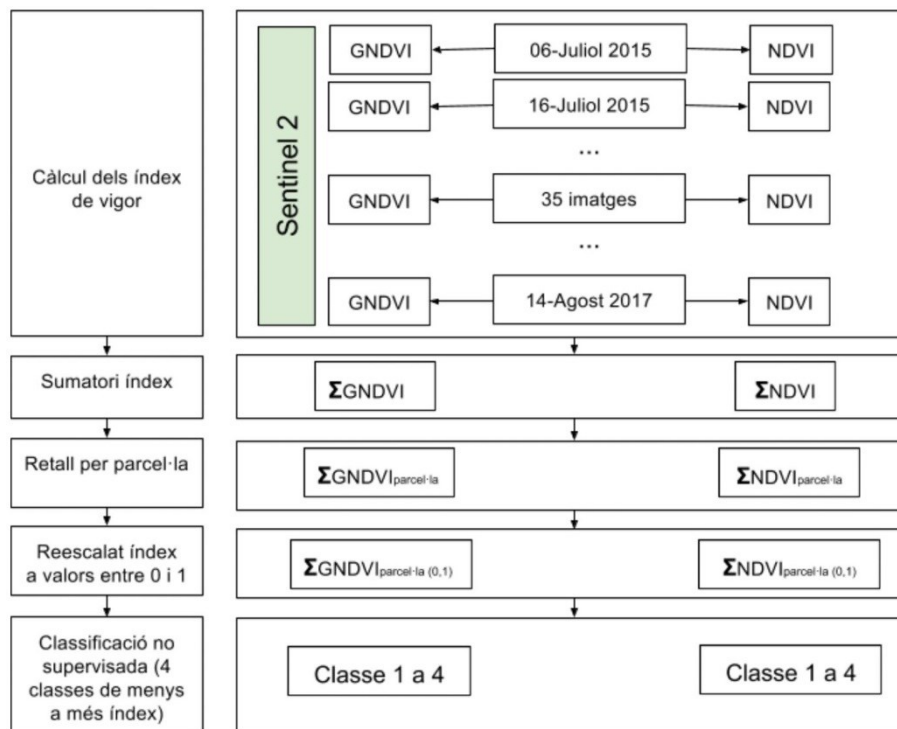 Càlcul dels índex
de vigor
Sentinel 2
GNDVI
06-Juliol 2015
NDVI
GNDVI
16-Juliol 2015
NDVI
...
GNDVI
35 imatges
NDVI
...
GNDVI
14-Agost 2017
NDVI
Sumatori índex
ΣGNDVI
ΣNDVI
Retall per parcel·la
ΣGNDVIparcel·la
ΣNDVIparcel·la
Reescalat índex
a valors entre 0 i 1
ΣGNDVIparcel·la (0,1)
ΣNDVIparcel·la (0,1)
Classificació no
supervisada (4
classes de menys
a més índex)
Classe 1 a 4
Classe 1 a 4